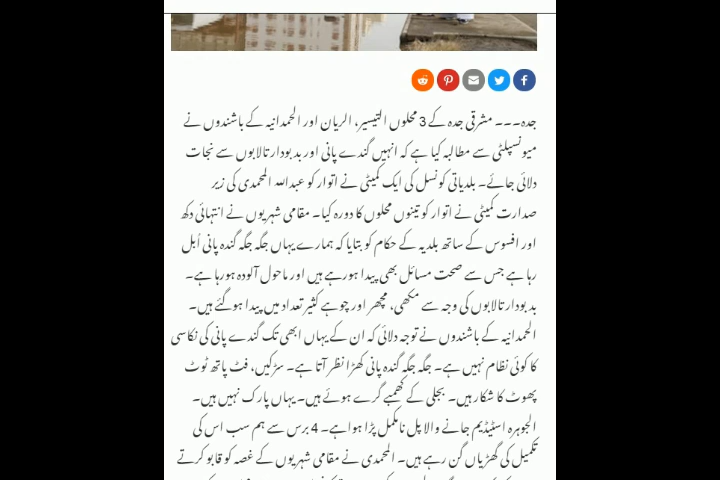 جدہ۔۔۔ مشرقی جدہ کے 3 محلوں التیسیر، الریان اور الحمدانیہ کے باشندوں نے
میونسپلٹی سے مطالبہ کیا ہے کہ انہیں گندے پانی اور بدبودار تالابوں سے نجات
دلائی جائے۔ بلدیاتی کونسل کی ایک کمیٹی نے اتوار کو عبداللہ المحمدی کی زیر
صدارت کمیٹی نے اتوار کو تینوں محلوں کا دورہ کیا۔ مقامی شہریوں نے انتہائی دکھ
اور افسوس کے ساتھ بلدیہ کے حکام کو بتایا کہ ہمارے یہاں جگہ جگہ گندہ پانی اُبل
رہا ہے جس سے صحت مسائل بھی پیدا ہورہے ہیں اور ماحول آلودہ ہورہا ہے۔
بدبودار تالابوں کی وجہ سے مکھی، مچھر اور چوہے کثیر تعداد میں پیدا ہوگئے ہیں۔
الحمدانیہ کے باشندوں نے توجہ دلائی کہ ان کے یہاں ابھی تک گندے پانی کی نکاسی
کا کوئی نظام نہیں ہے۔ جگہ جگہ گندہ پانی کھڑا نظر آتا ہے۔ سڑکیں، فٹ پاتھ ٹوٹ
پھوٹ کا شکار ہیں۔ بجلی کے کھمبے گرے ہوئے ہیں۔ یہاں پارک نہیں ہیں۔
الجوہرہ اسٹیڈیم جانے والا پل نامکمل پڑا ہواہے۔ 4 برس سے ہم سب اس کی
تکمیل کی گھڑیاں گن رہے ہیں۔ المحمدی نے مقامی شہریوں کے غصہ کو قابو کرتے